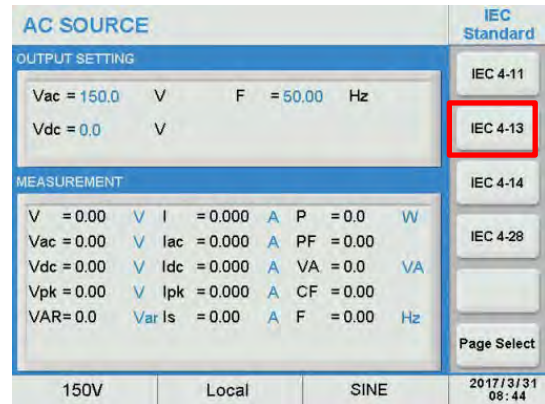 AC SOURCE
IEC
Standard
OUTPUT SETTING
Vac = 150.0 V F = 50.00 Hz
Vdc = 0.0 V
MEASUREMENT
V = 0.00 V I = 0.000 A P = 0.0 W
Vac = 0.00 V Iac = 0.000 A PF = 0.00
Vdc = 0.00 V Idc = 0.000 A VA = 0.0 VA
Vpk = 0.00 V Ipk = 0.000 A CF = 0.00
VAR= 0.0 Var Is = 0.00 A F = 0.00 Hz
IEC 4-11
IEC 4-13
IEC 4-14
IEC 4-28
Page Select
150V Local SINE
2017/3/31
08:44